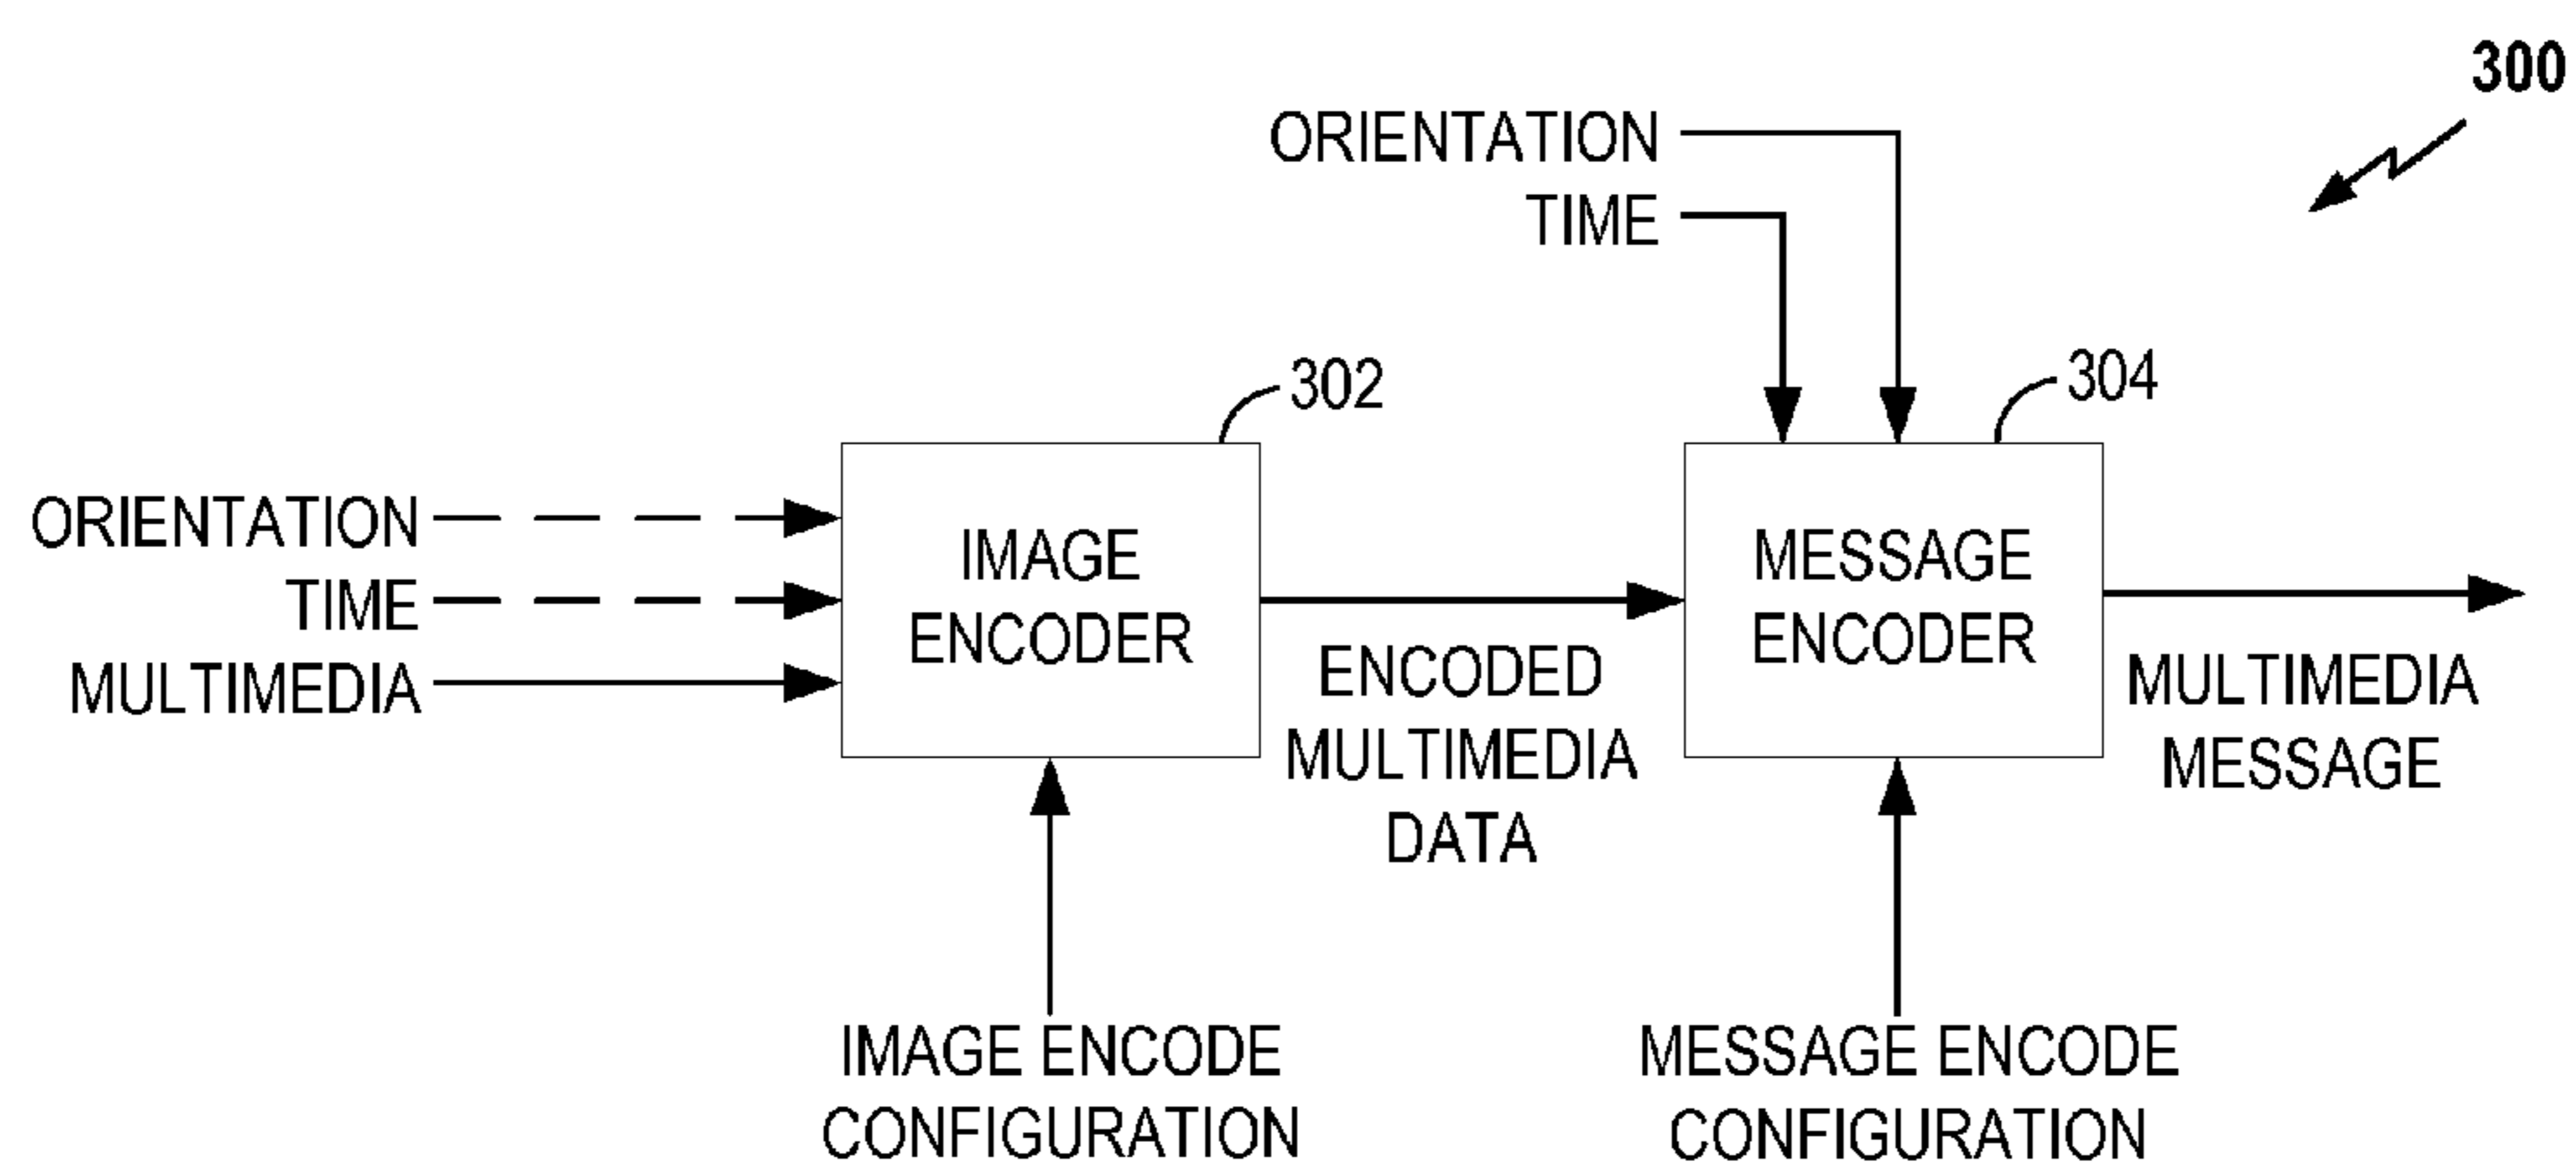 300
ORIENTATION
TIME
302
304
ORIENTATION
TIME
MULTIMEDIA
IMAGE
ENCODER
ENCODED
MULTIMEDIA
DATA
MESSAGE
ENCODER
MULTIMEDIA
MESSAGE
IMAGE ENCODE
CONFIGURATION
MESSAGE ENCODE
CONFIGURATION